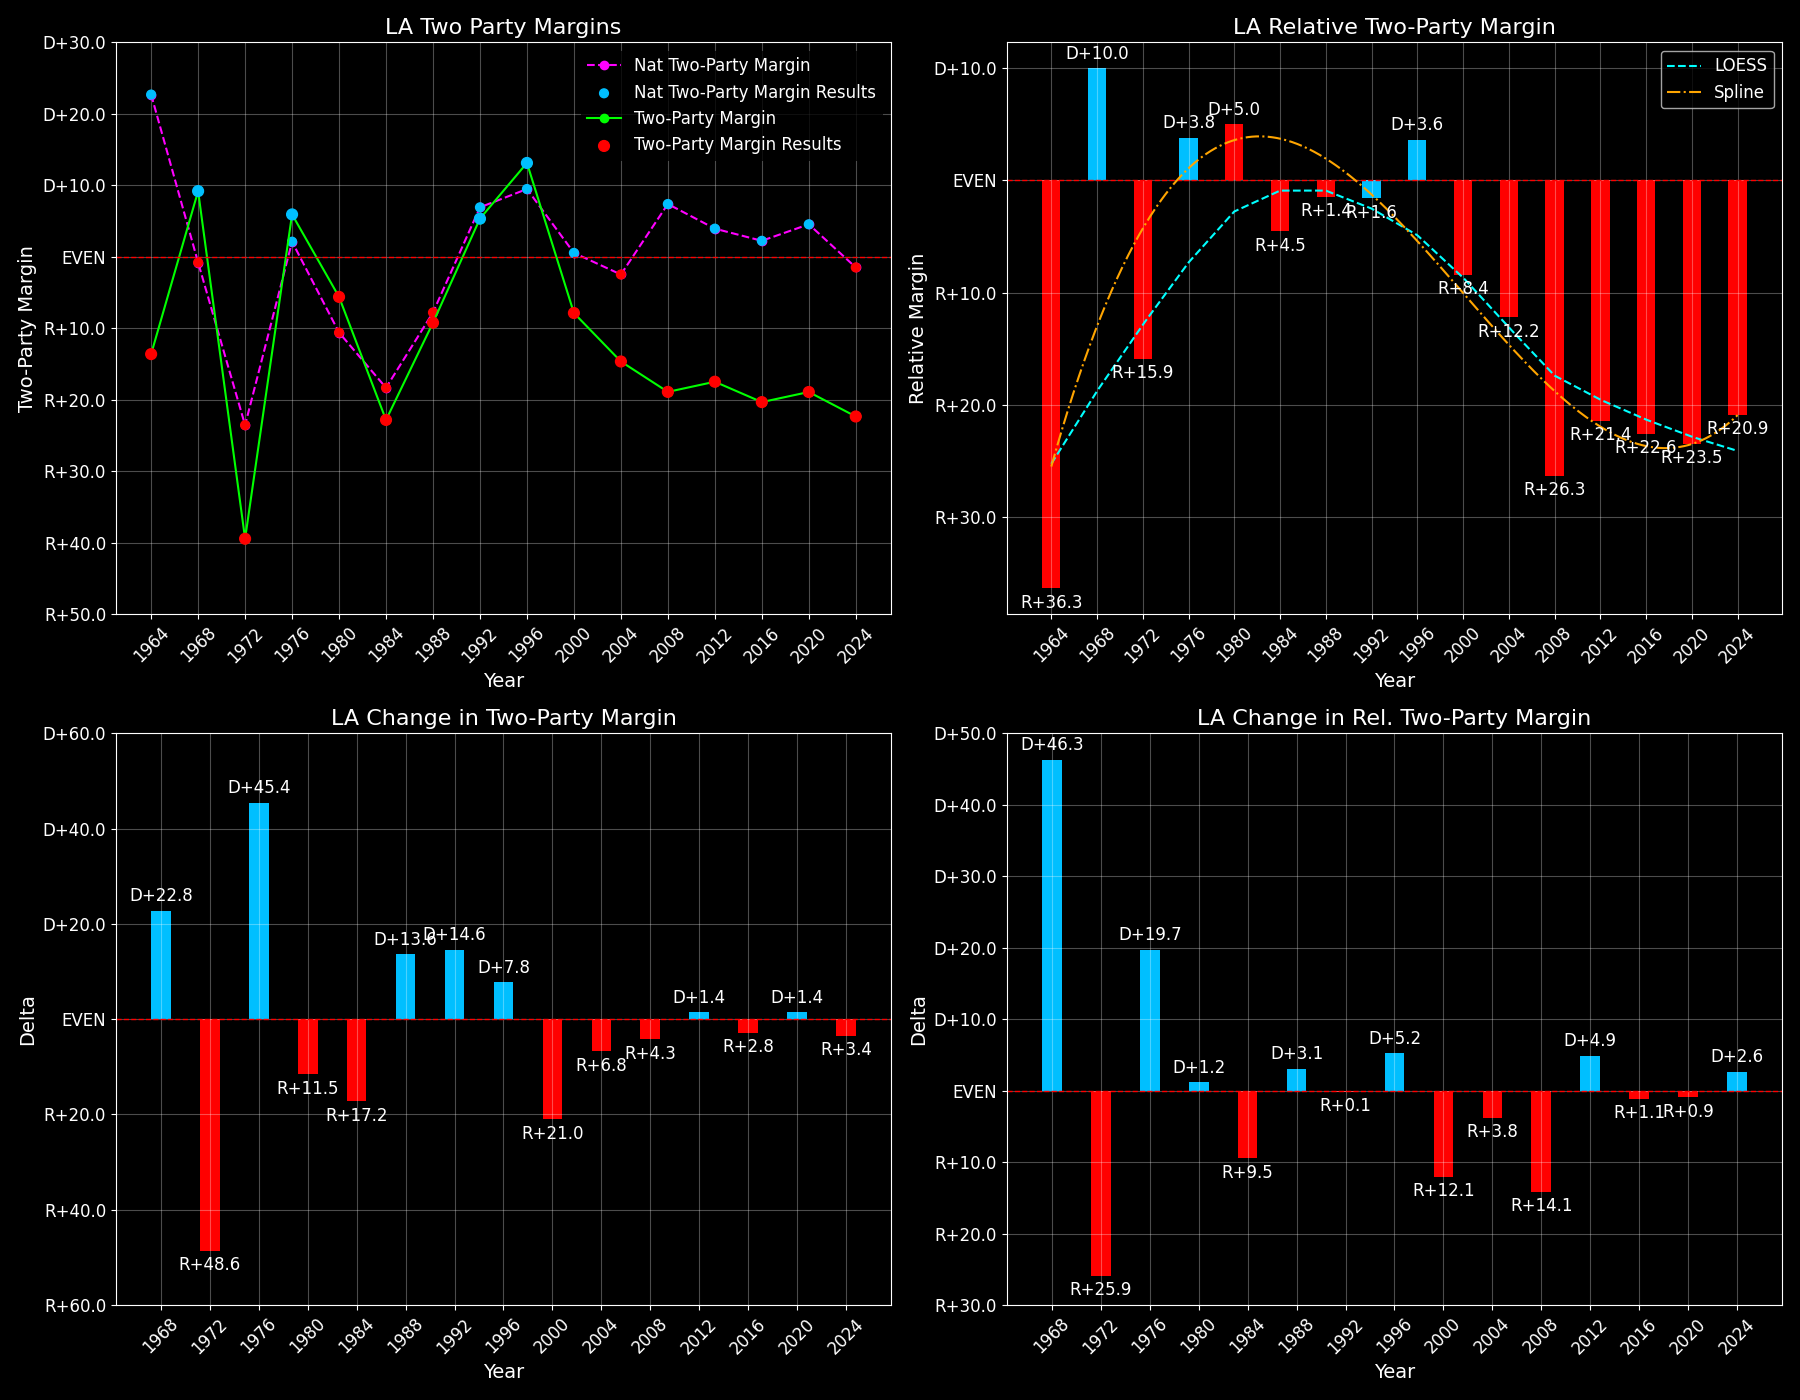 LA Two Party Margins
D+30.0
D+20.0
D+10.0
EVEN
R+10.0
R+20.0
R+30.0
R+40.0
R+50.0
Two-Party Margin
Nat Two-Party Margin
Nat Two-Party Margin Results
Two-Party Margin
Two-Party Margin Results
1964 1968 1972 1976 1980 1984 1988 1992 1996 2000 2004 2008 2012 2016 2020 2024
Year
LA Relative Two-Party Margin
D+10.0
EVEN
R+10.0
R+20.0
R+30.0
Relative Margin
LOESS
Spline
R+36.3
D+10.0
R+15.9
D+3.8
D+5.0
R+4.5
R+1.4
R+1.6
D+3.6
R+8.4
R+12.2
R+26.3
R+21.4
R+22.6
R+23.5
R+20.9
1964 1968 1972 1976 1980 1984 1988 1992 1996 2000 2004 2008 2012 2016 2020 2024
Year
LA Change in Two-Party Margin
D+60.0
D+40.0
D+20.0
EVEN
R+20.0
R+40.0
R+60.0
Delta
D+22.8
R+48.6
D+45.4
R+11.5
R+17.2
D+13.6
D+14.6
D+7.8
R+21.0
R+6.8
R+4.3
D+1.4
R+2.8
D+1.4
R+3.4
1968 1972 1976 1980 1984 1988 1992 1996 2000 2004 2008 2012 2016 2020 2024
Year
LA Change in Rel. Two-Party Margin
D+50.0
D+40.0
D+30.0
D+20.0
D+10.0
EVEN
R+10.0
R+20.0
R+30.0
Delta
D+46.3
R+25.9
D+19.7
D+1.2
R+9.5
D+3.1
R+0.1
D+5.2
R+12.1
R+3.8
R+14.1
D+4.9
R+1.1
R+0.9
D+2.6
1968 1972 1976 1980 1984 1988 1992 1996 2000 2004 2008 2012 2016 2020 2024
Year